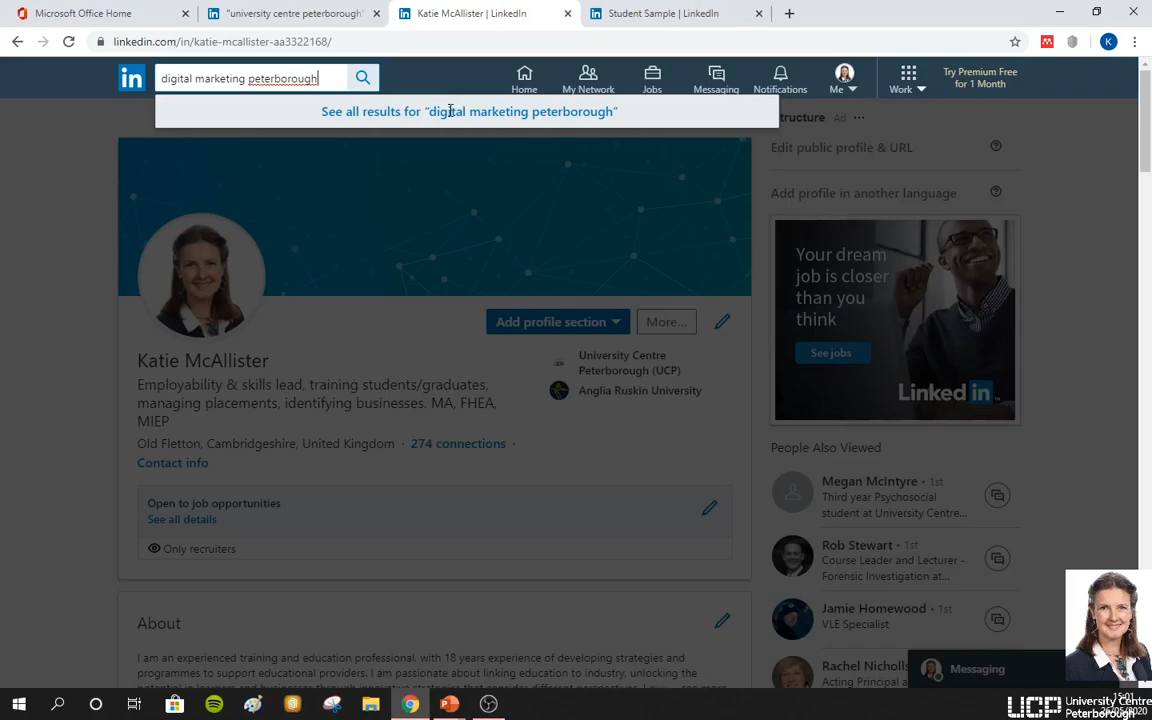 Microsoft Office Home
"university centre peterborough"
Katie McAllister | LinkedIn
Student Sample | LinkedIn
linkedin.com/in/katie-mcallister-aa3322168/
K
in
digital marketing peterborough
Home
My Network
Jobs
Messaging
Notifications
Me
Work
Try Premium Free
for 1 Month
See all results for "digital marketing peterborough"
structure Ad
Edit public profile & URL
Add profile in another language
Your dream
job is closer
than you
think
See jobs
Linked in
Add profile section
More...
Katie McAllister
Employability & skills lead, training students/graduates,
managing placements, identifying businesses. MA, FHEA,
MIEP
Old Fletton, Cambridgeshire, United Kingdom · 274 connections ·
Contact info
University Centre
Peterborough (UCP)
Anglia Ruskin University
Open to job opportunities
See all details
Only recruiters
People Also Viewed
Megan McIntyre · 1st
Third year Psychosocial
student at University Centre...
Rob Stewart · 1st
Course Leader and Lecturer -
Forensic Investigation at...
Jamie Homewood · 1st
VLE Specialist
Rachel Nicholls
Acting Principal
About
I am an experienced training and education professional, with 18 years experience of developing strategies and
programmes to support educational providers. I am passionate about linking education to industry, unlocking the
Messaging
15:01
26/05/2020
UCP University Centre
Peterborough